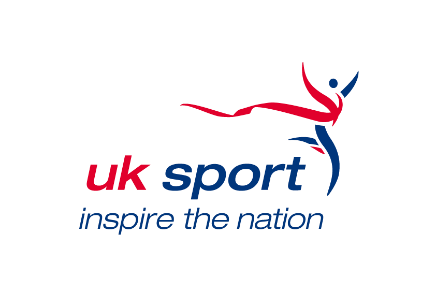 uk sport
inspire the nation